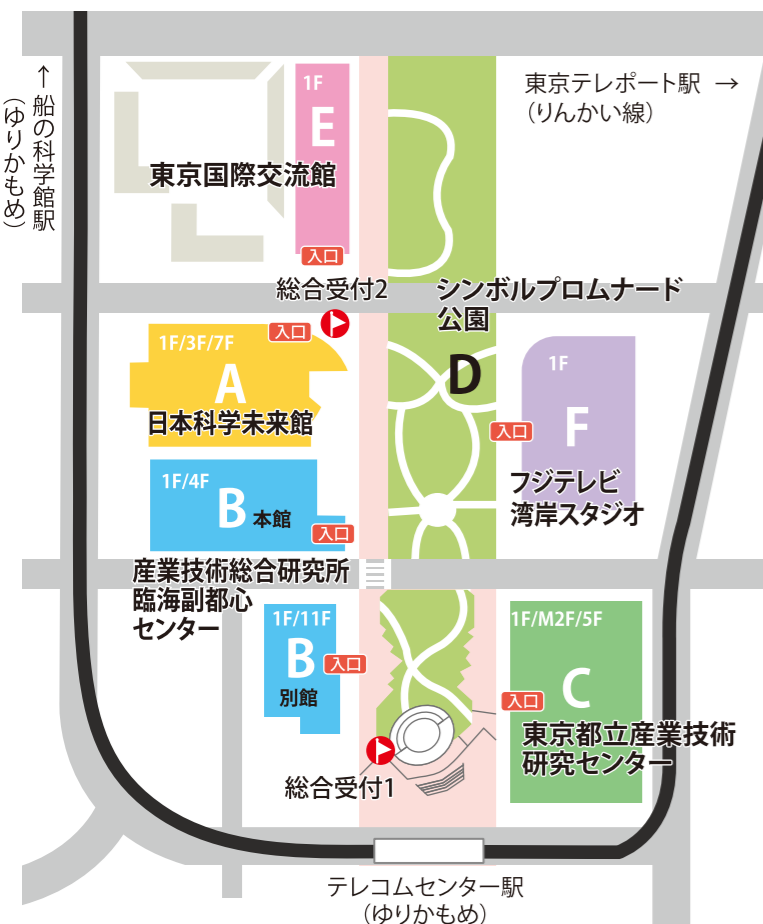 ↑船の科学館駅
（ゆりかもめ）
東京テレポート駅 →
（りんかい線）
1F
E
東京国際交流館
入口
総合受付2
シンボルプロムナード
公園
D
入口
1F/3F/7F
A
日本科学未来館
1F
F
入口
フジテレビ
湾岸スタジオ
1F/4F
B 本館
入口
産業技術総合研究所
臨海副都心
センター
1F/11F
B
別館
入口
1F/M2F/5F
C
入口
東京都立産業技術
研究センター
総合受付1
テレコムセンター駅
（ゆりかもめ）